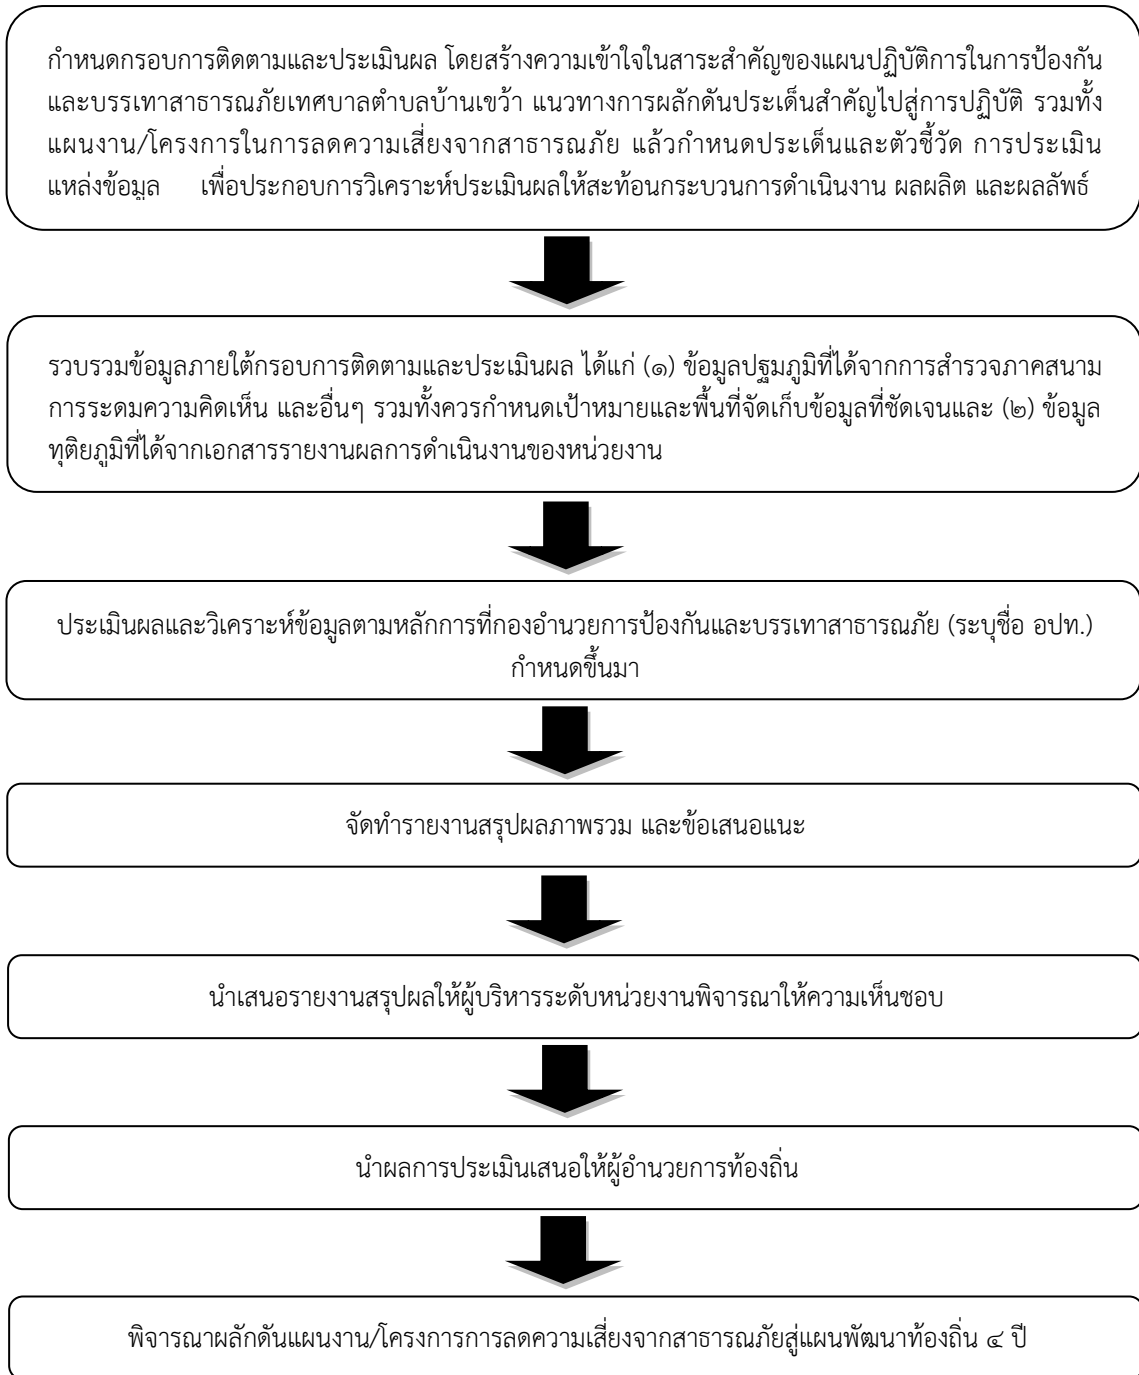 กำหนดกรอบการติดตามและประเมินผล โดยสร้างความเข้าใจในสาระสำคัญของแผนปฏิบัติการในการป้องกัน
และบรรเทาสาธารณภัยเทศบาลตำบลบ้านเขว้า แนวทางการผลักดันประเด็นสำคัญไปสู่การปฏิบัติ รวมทั้ง
แผนงาน/โครงการในการลดความเสี่ยงจากสาธารณภัย แล้วกำหนดประเด็นและตัวชี้วัด การประเมิน
แหล่งข้อมูล เพื่อประกอบการวิเคราะห์ประเมินผลให้สะท้อนกระบวนการดำเนินงาน ผลผลิต และผลลัพธ์
รวบรวมข้อมูลภายใต้กรอบการติดตามและประเมินผล ได้แก่ (๑) ข้อมูลปฐมภูมิที่ได้จากการสำรวจภาคสนาม
การระดมความคิดเห็น และอื่นๆ รวมทั้งควรกำหนดเป้าหมายและพื้นที่จัดเก็บข้อมูลที่ชัดเจนและ (๒) ข้อมูล
ทุติยภูมิที่ได้จากเอกสารรายงานผลการดำเนินงานของหน่วยงาน
ประเมินผลและวิเคราะห์ข้อมูลตามหลักการที่กองอำนวยการป้องกันและบรรเทาสาธารณภัย (ระบุชื่อ อปท.)
กำหนดขึ้นมา
จัดทำรายงานสรุปผลภาพรวม และข้อเสนอแนะ
นำเสนอรายงานสรุปผลให้ผู้บริหารระดับหน่วยงานพิจารณาให้ความเห็นชอบ
นำผลการประเมินเสนอให้ผู้อำนวยการท้องถิ่น
พิจารณาผลักดันแผนงาน/โครงการการลดความเสี่ยงจากสาธารณภัยสู่แผนพัฒนาท้องถิ่น ๔ ปี